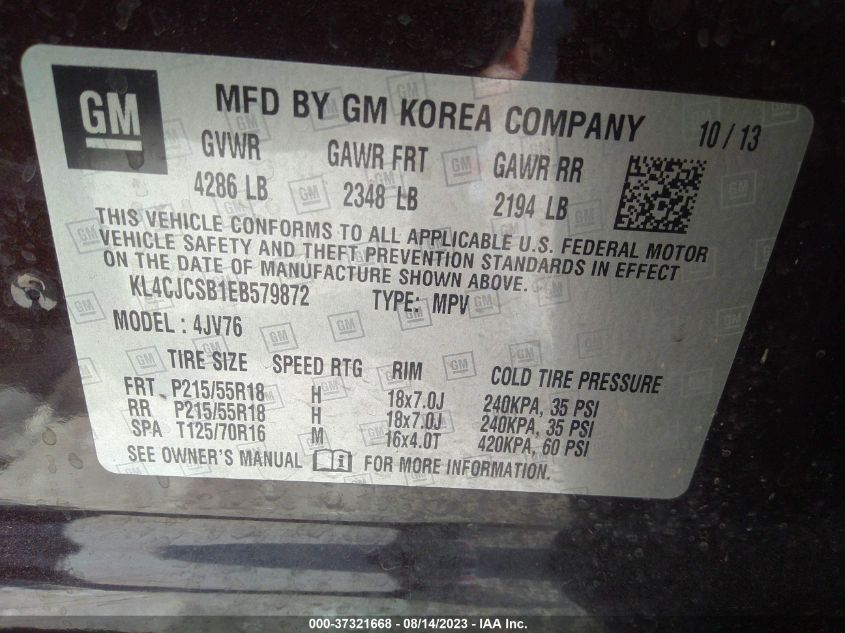 GM
MFD BY GM KOREA COMPANY 10 / 13
GVWR GAWR FRT GAWR RR
4286 LB 2348 LB 2194 LB
THIS VEHICLE CONFORMS TO ALL APPLICABLE U.S. FEDERAL MOTOR
VEHICLE SAFETY AND THEFT PREVENTION STANDARDS IN EFFECT
ON THE DATE OF MANUFACTURE SHOWN ABOVE.
KL4CJCSB1EB579872 TYPE: MPV
MODEL : 4JV76
TIRE SIZE SPEED RTG RIM COLD TIRE PRESSURE
FRT P215/55R18 H 18x7.0J 240KPA, 35 PSI
RR P215/55R18 H 18x7.0J 240KPA, 35 PSI
SPA T125/70R16 M 16x4.0T 420KPA, 60 PSI
SEE OWNER'S MANUAL FOR MORE INFORMATION.
000-37321668 - 08/14/2023 - IAA Inc.